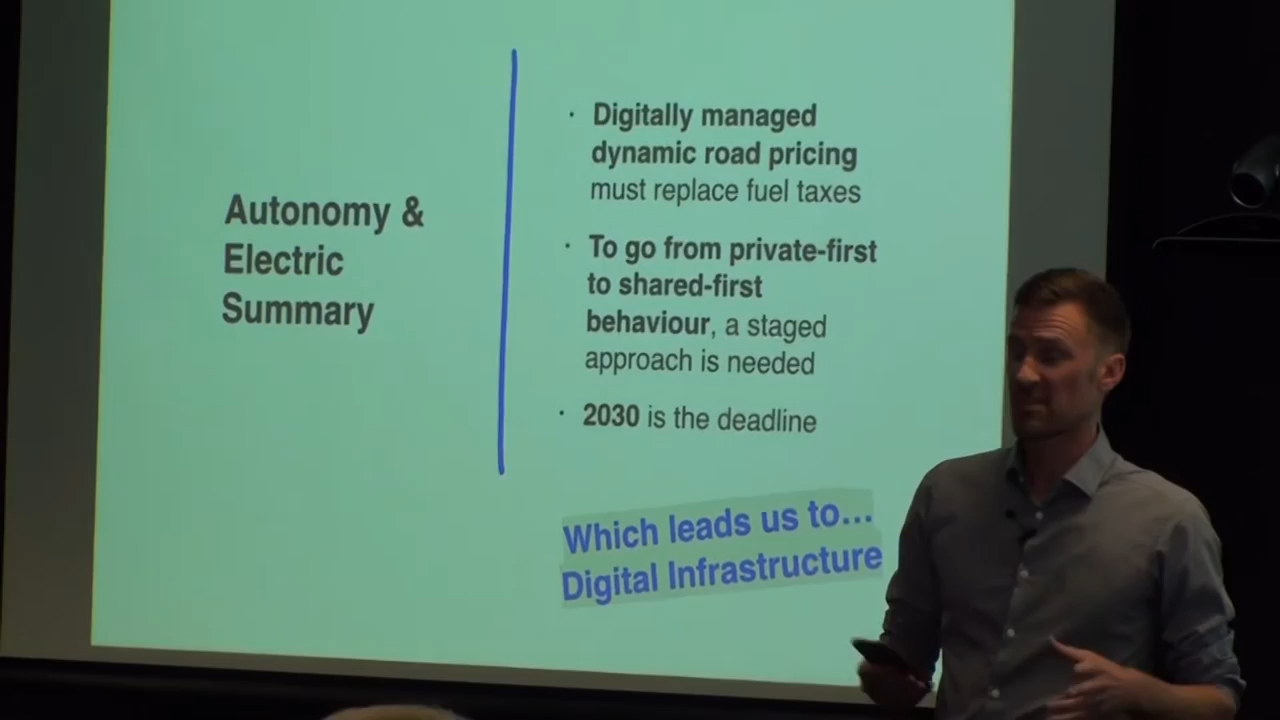 Autonomy &
Electric
Summary
· Digitally managed
dynamic road pricing
must replace fuel taxes
· To go from private-first
to shared-first
behaviour, a staged
approach is needed
· 2030 is the deadline
Which leads us to...
Digital Infrastructure